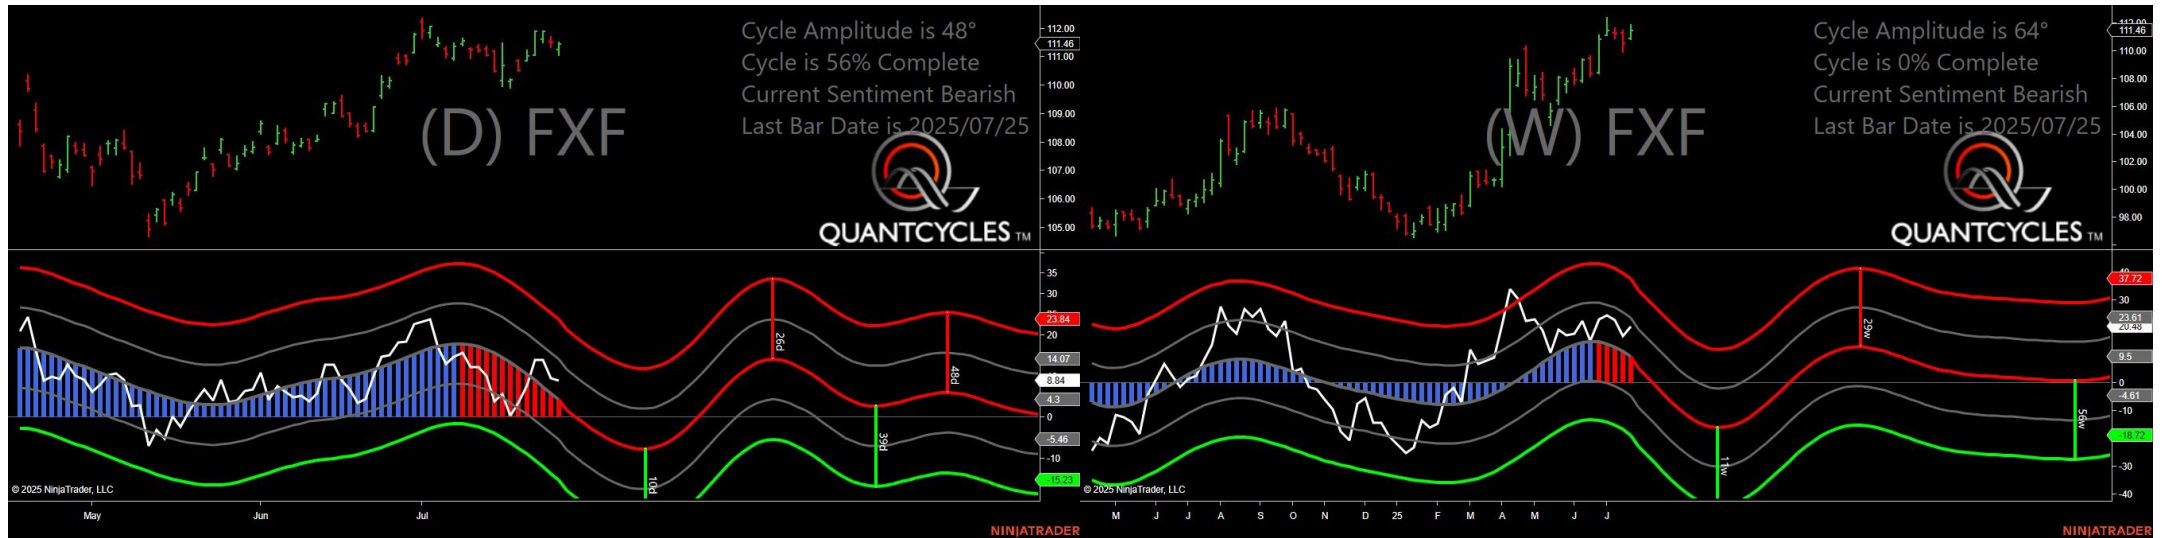 Cycle Amplitude is 48°
Cycle is 56% Complete
Current Sentiment Bearish
Last Bar Date is 2025/07/25
(D) FXF
QUANTCYCLES TM
112.00
111.46
111.00
110.00
109.00
108.00
107.00
106.00
105.00
35
30
23.84
20
14.07
8.84
4.3
0
-5.46
-10
-15.23
26d
48d
39d
10d
© 2025 NinjaTrader, LLC
May Jun Jul
NINJATRADER
Cycle Amplitude is 64°
Cycle is 0% Complete
Current Sentiment Bearish
Last Bar Date is 2025/07/25
(W) FXF
QUANTCYCLES TM
112.00
111.46
110.00
108.00
106.00
104.00
102.00
100.00
98.00
40
37.72
30
23.61
20.48
9.5
0
-4.61
-10
-18.72
-30
-40
29w
56w
11w
© 2025 NinjaTrader, LLC
M J J A S O N D 25 F M A M J J
NINJATRADER